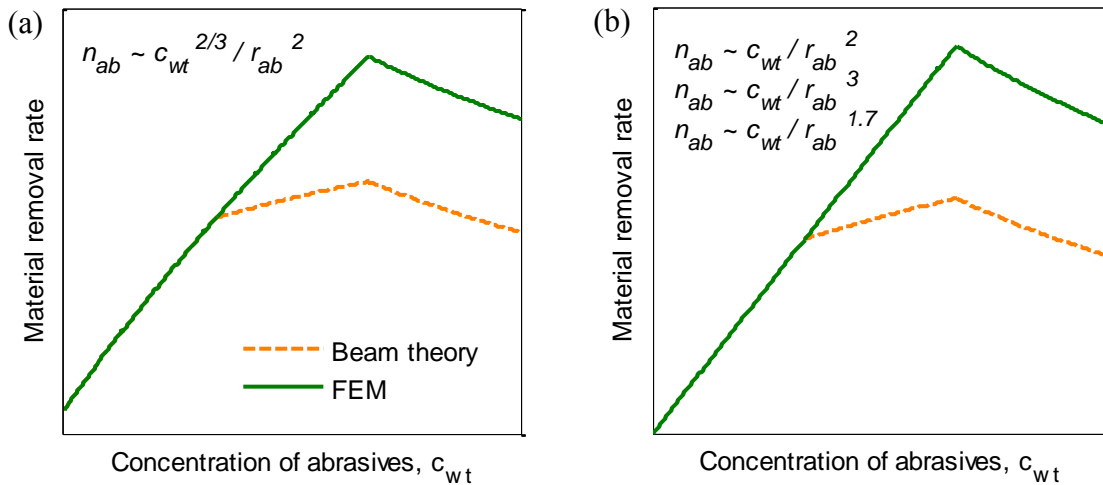 (a)
n_ab ~ c_wt^2/3 / r_ab^2
Material removal rate
Beam theory
FEM
Concentration of abrasives, c_wt
(b)
n_ab ~ c_wt / r_ab^2
n_ab ~ c_wt / r_ab^3
n_ab ~ c_wt / r_ab^1.7
Material removal rate
Concentration of abrasives, c_wt